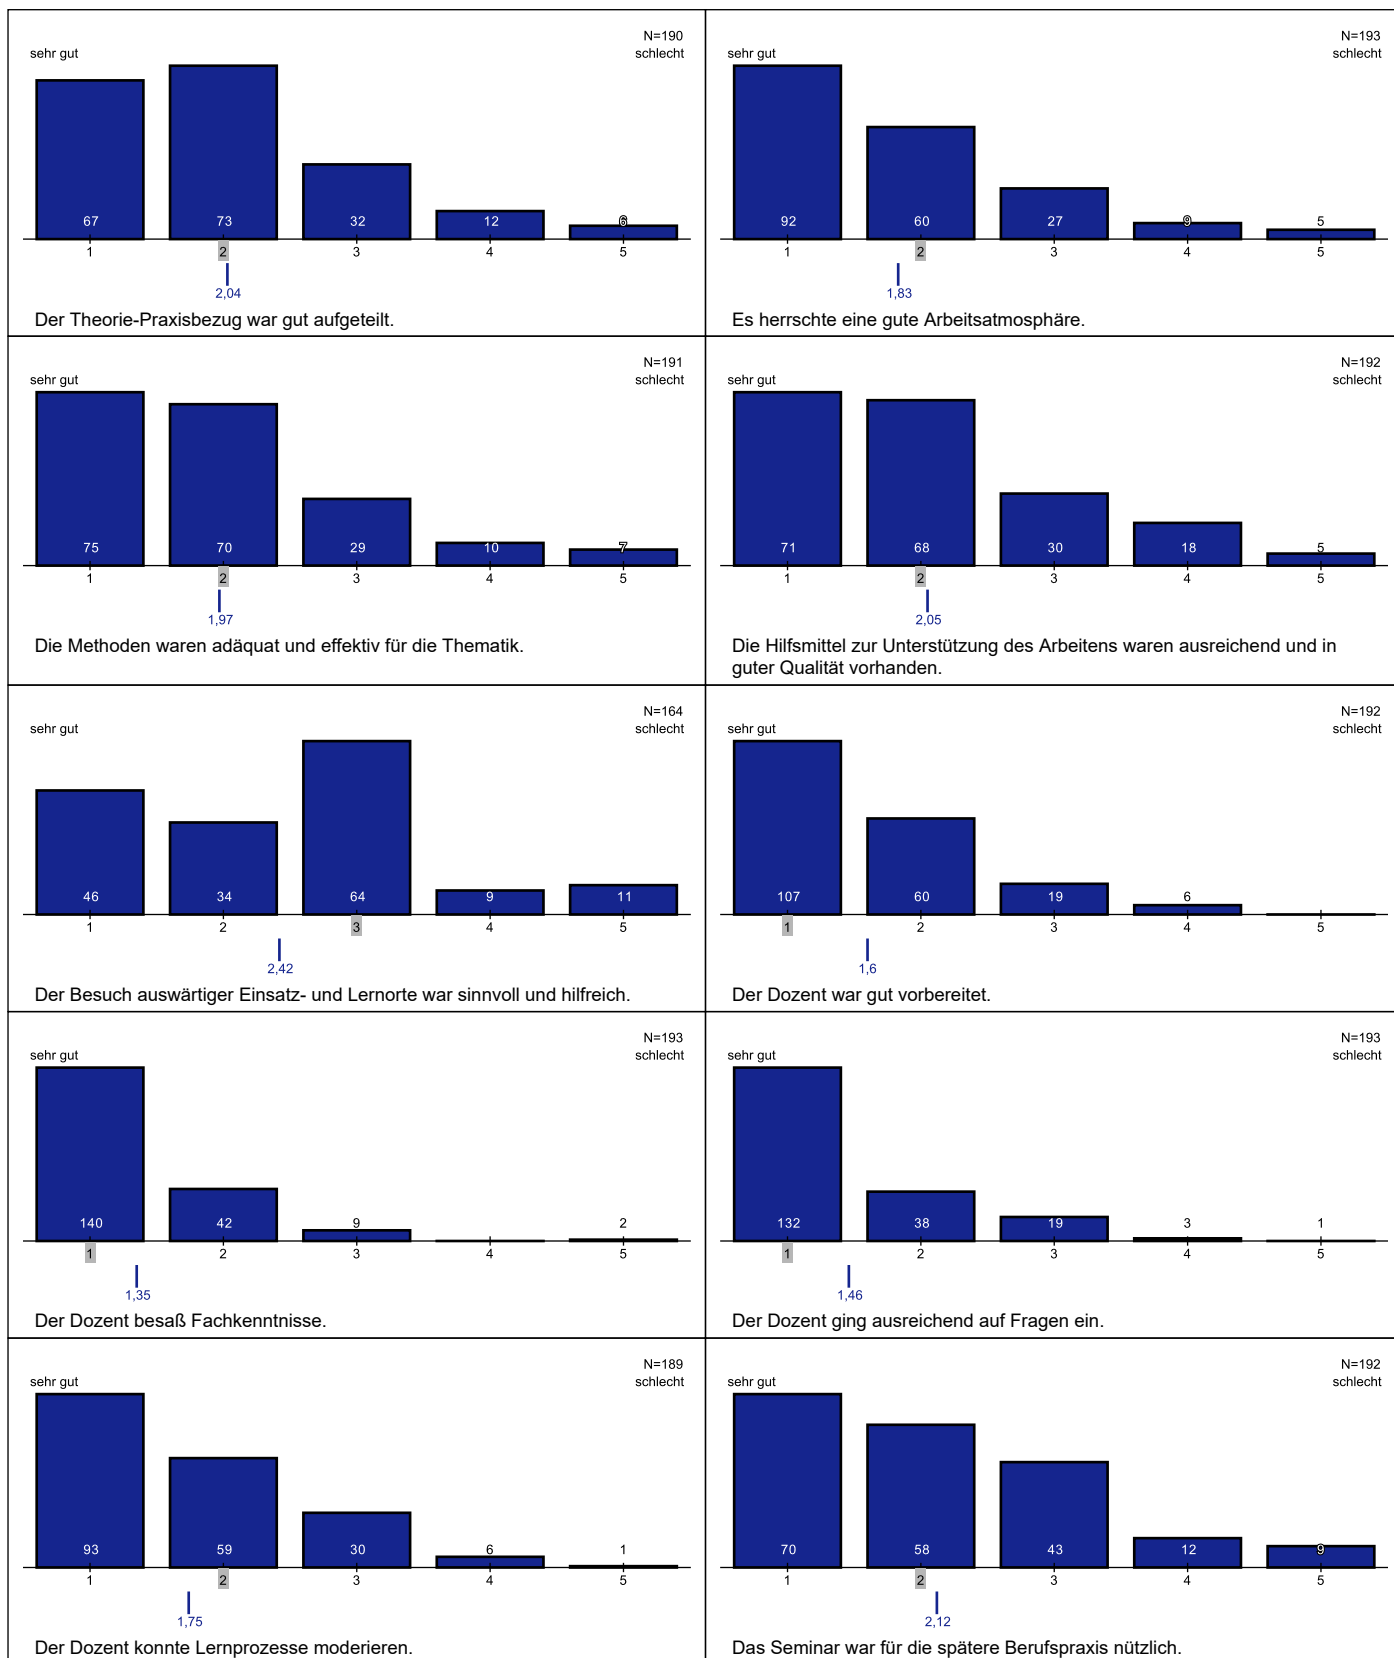 N=190
sehr gut schlecht
67 73 32 12 6
1 2 3 4 5
2,04
Der Theorie-Praxisbezug war gut aufgeteilt.
N=193
sehr gut schlecht
92 60 27 9 5
1 2 3 4 5
1,83
Es herrschte eine gute Arbeitsatmosphäre.
N=191
sehr gut schlecht
75 70 29 10 7
1 2 3 4 5
1,97
Die Methoden waren adäquat und effektiv für die Thematik.
N=192
sehr gut schlecht
71 68 30 18 5
1 2 3 4 5
2,05
Die Hilfsmittel zur Unterstützung des Arbeitens waren ausreichend und in
guter Qualität vorhanden.
N=164
sehr gut schlecht
46 34 64 9 11
1 2 3 4 5
2,42
Der Besuch auswärtiger Einsatz- und Lernorte war sinnvoll und hilfreich.
N=192
sehr gut schlecht
107 60 19 6
1 2 3 4 5
1,6
Der Dozent war gut vorbereitet.
N=193
sehr gut schlecht
140 42 9 2
1 2 3 4 5
1,35
Der Dozent besaß Fachkenntnisse.
N=193
sehr gut schlecht
132 38 19 3 1
1 2 3 4 5
1,46
Der Dozent ging ausreichend auf Fragen ein.
N=189
sehr gut schlecht
93 59 30 6 1
1 2 3 4 5
1,75
Der Dozent konnte Lernprozesse moderieren.
N=192
sehr gut schlecht
70 58 43 12 9
1 2 3 4 5
2,12
Das Seminar war für die spätere Berufspraxis nützlich.